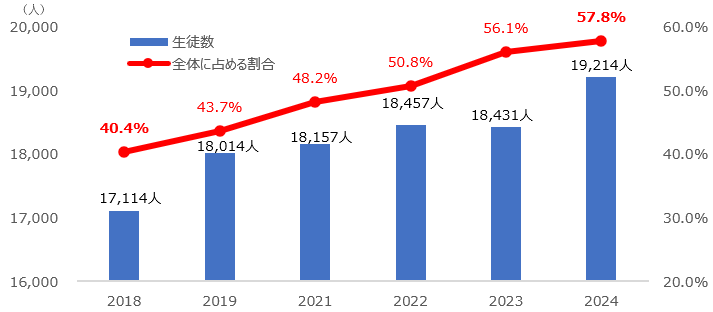 （人）
20,000
19,000
18,000
17,000
16,000
生徒数
全体に占める割合
40.4%
43.7%
48.2%
50.8%
56.1%
57.8%
17,114人
18,014人
18,157人
18,457人
18,431人
19,214人
60.0%
50.0%
40.0%
30.0%
20.0%
2018
2019
2021
2022
2023
2024